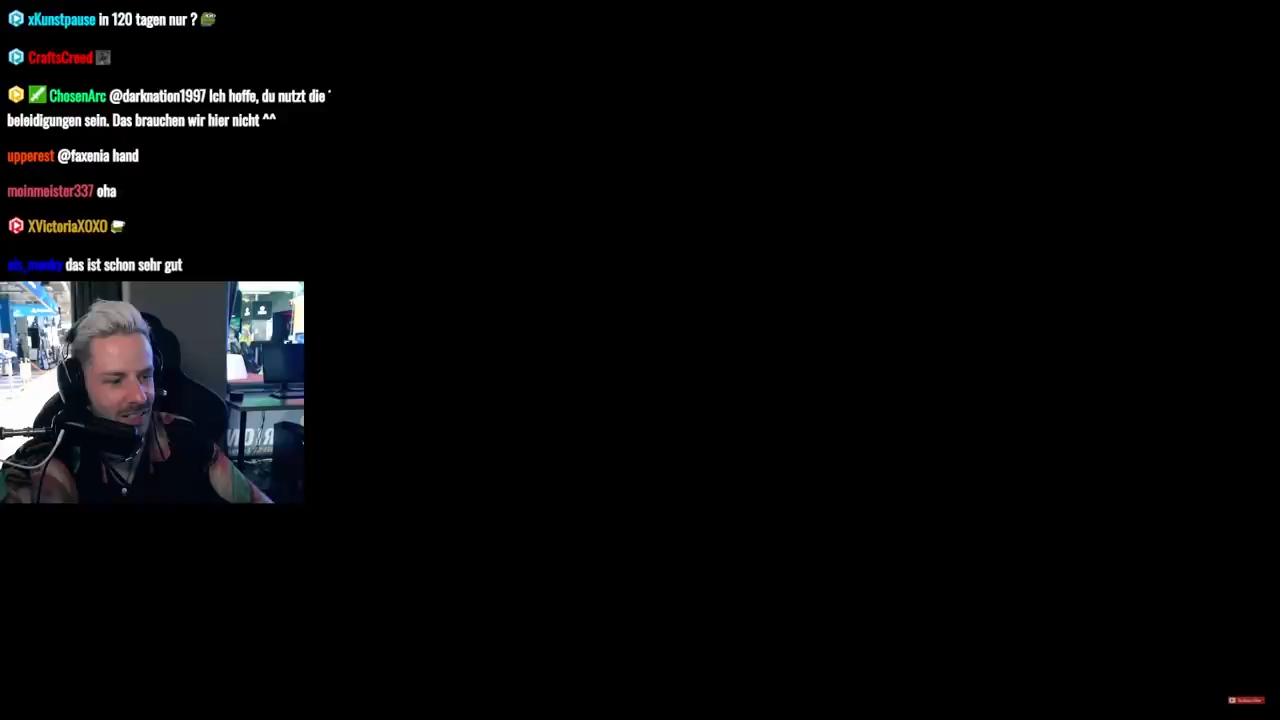 xKunstpause in 120 tagen nur ?
CraftsCreed
ChosenArc @darknation1997 Ich hoffe, du nutzt die '
beleidigungen sein. Das brauchen wir hier nicht ^^
upperest @faxenia hand
moinmeister337 oha
XVictoriaXOXO
das ist schon sehr gut